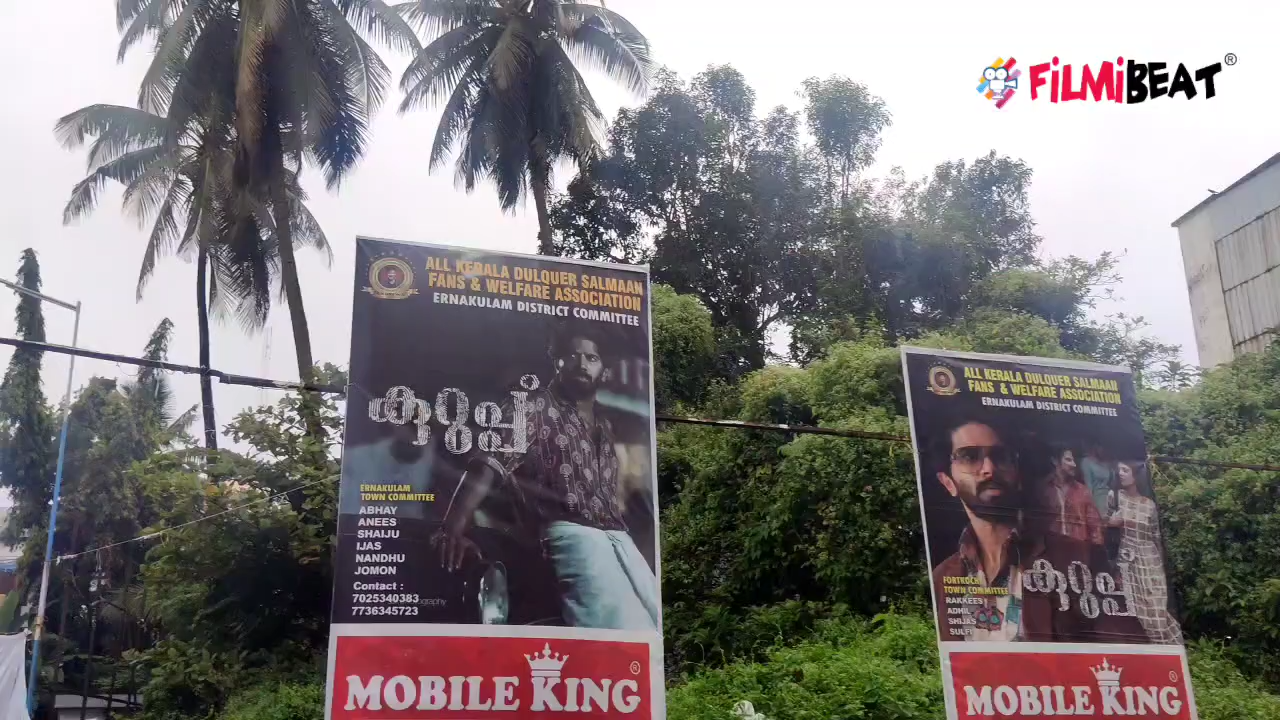 FiLMiBEAT®
ALL KERALA DULQUER SALMAAN
FANS & WELFARE ASSOCIATION
ERNAKULAM DISTRICT COMMITTEE
കുറുപ്
ERNAKULAM
TOWN COMMITTEE
ABHAY
ANEES
SHAIJU
IJAS
NANDHU
JOMON
Contact :
7025340383
7736345723
MOBILE KING®
ALL KERALA DULQUER SALMAAN
FANS & WELFARE ASSOCIATION
ERNAKULAM DISTRICT COMMITTEE
FORTKOCHI
TOWN COMMITTEE
RAKKEES
ADHIL
SHIJAS
SULFI
കുറുപ്
MOBILE KING®